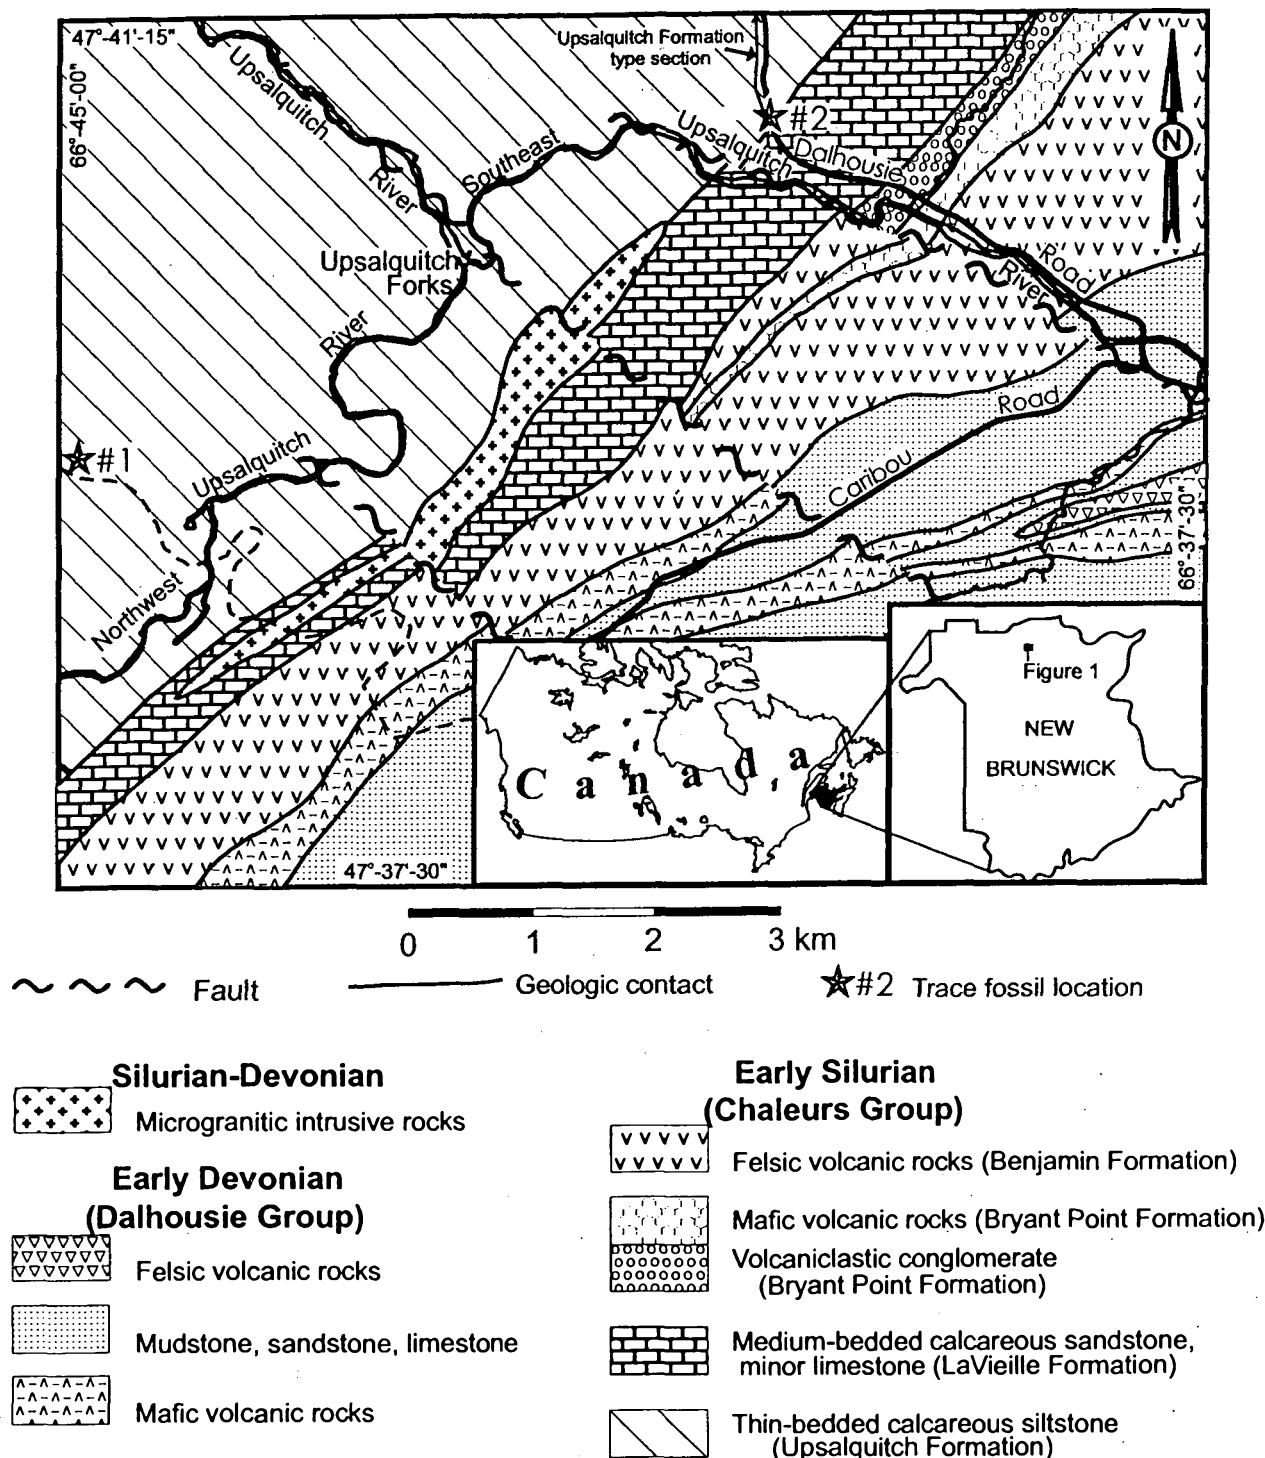 47°-41'-15"
66°-45'-00"
Upsalquitch Formation
type section
Upsalquitch
River
Southeast
Upsalquitch
#2
Dalhousie
Road
River
N
Upsalquitch
Forks
River
#1
Upsalquitch
Northwest
Caribou
Road
66°-37'-30"
47°-37'-30"
Canada
Figure 1
NEW
BRUNSWICK
0 1 2 3 km
Fault
Geologic contact
#2 Trace fossil location
Silurian-Devonian
Microgranitic intrusive rocks
Early Devonian
(Dalhousie Group)
Felsic volcanic rocks
Mudstone, sandstone, limestone
Mafic volcanic rocks
Early Silurian
(Chaleurs Group)
Felsic volcanic rocks (Benjamin Formation)
Mafic volcanic rocks (Bryant Point Formation)
Volcaniclastic conglomerate
(Bryant Point Formation)
Medium-bedded calcareous sandstone,
minor limestone (LaVieille Formation)
Thin-bedded calcareous siltstone
(Upsalquitch Formation)